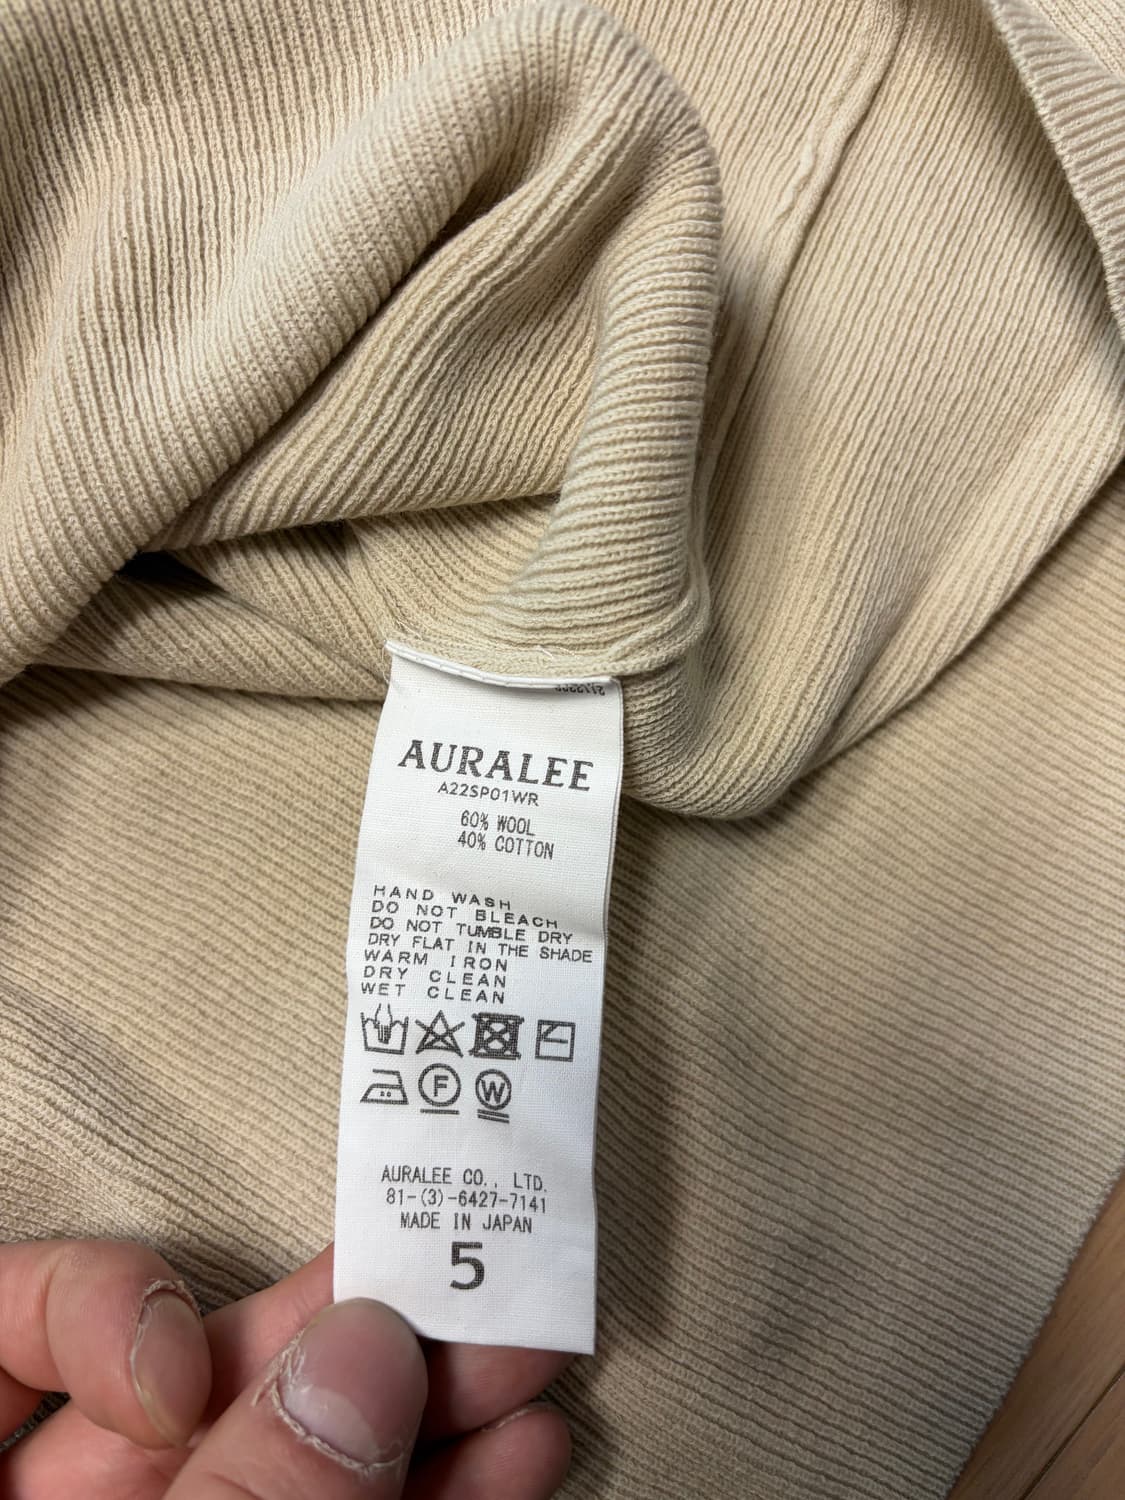 AURALEE
A22SP01WR
60% WOOL
40% COTTON
HAND WASH
DO NOT BLEACH
DO NOT TUMBLE DRY
DRY FLAT IN THE SHADE
WARM IRON
DRY CLEAN
WET CLEAN
F W
AURALEE CO., LTD.
81-(3)-6427-7141
MADE IN JAPAN
5